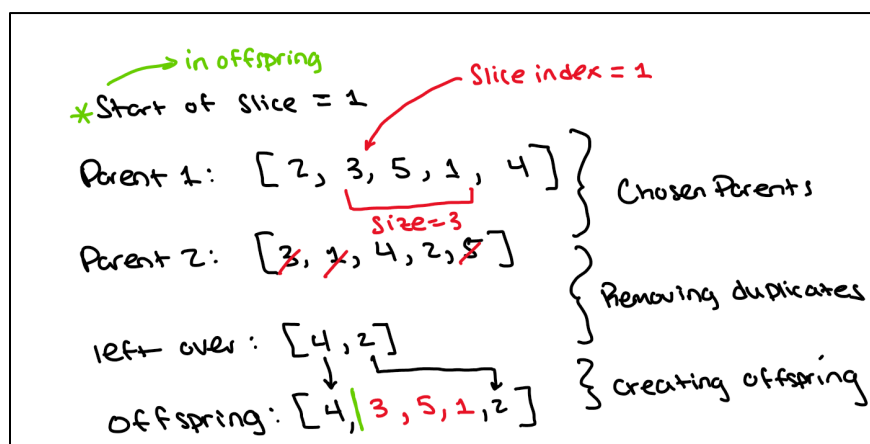 in offspring
Slice index = 1
*Start of slice = 1
Parent 1: [2, 3, 5, 1, 4]
Size=3
Chosen Parents
Parent 2: [3, 1, 4, 2, 5]
Removing duplicates
left over: [4, 2]
creating offspring
offspring: [4, 3, 5, 1, 2]